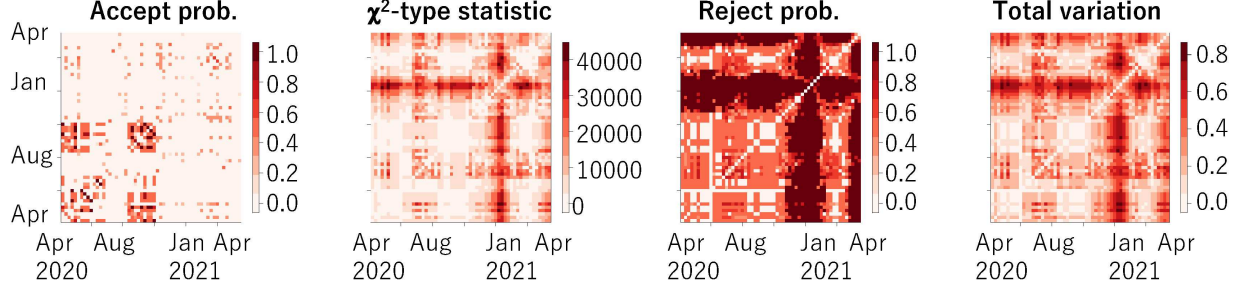 Accept prob.
Apr
Jan
Aug
Apr
1.0
0.8
0.6
0.4
0.2
0.0
Apr Aug Jan Apr
2020 2021
χ²-type statistic
40000
30000
20000
10000
0
Apr Aug Jan Apr
2020 2021
Reject prob.
1.0
0.8
0.6
0.4
0.2
0.0
Apr Aug Jan Apr
2020 2021
Total variation
0.8
0.6
0.4
0.2
0.0
Apr Aug Jan Apr
2020 2021